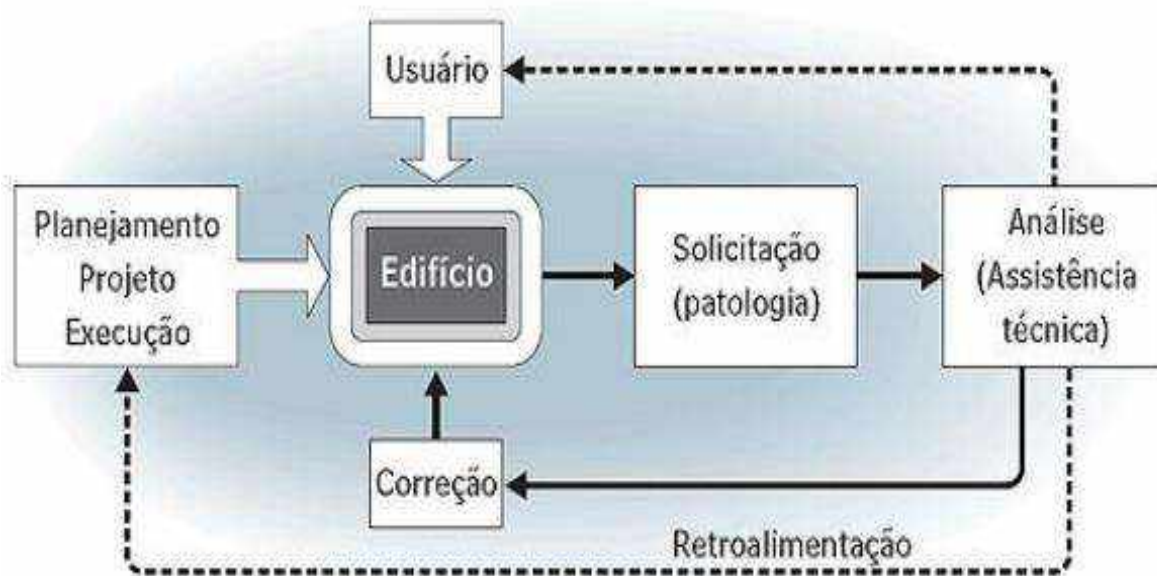 Usuário
Planejamento
Projeto
Execução
Edifício
Solicitação
(patologia)
Análise
(Assistência
técnica)
Correção
Retroalimentação